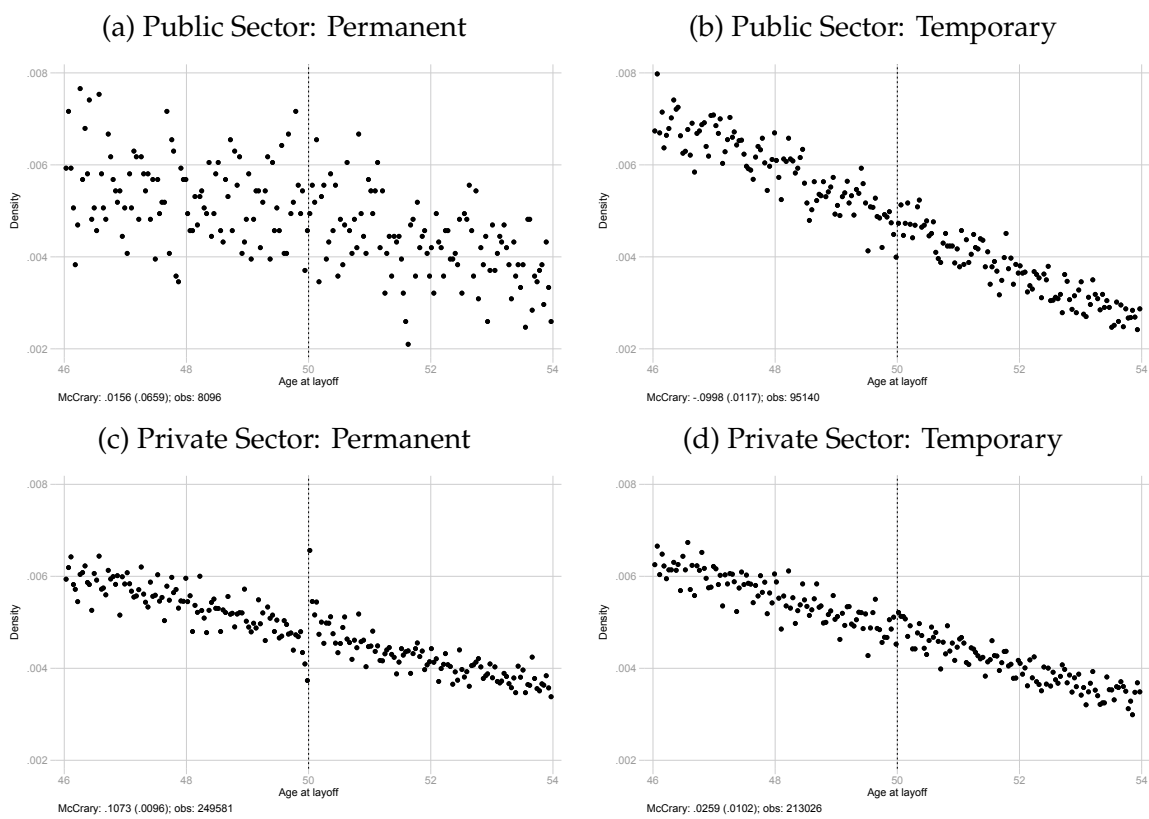 (a) Public Sector: Permanent
.008
.006
.004
.002
Density
46 48 50 52 54
Age at layoff
McCrary: .0156 (.0659); obs: 8096
(b) Public Sector: Temporary
.008
.006
.004
.002
Density
46 48 50 52 54
Age at layoff
McCrary: -.0998 (.0117); obs: 95140
(c) Private Sector: Permanent
.008
.006
.004
.002
Density
46 48 50 52 54
Age at layoff
McCrary: .1073 (.0096); obs: 249581
(d) Private Sector: Temporary
.008
.006
.004
.002
Density
46 48 50 52 54
Age at layoff
McCrary: .0259 (.0102); obs: 213026